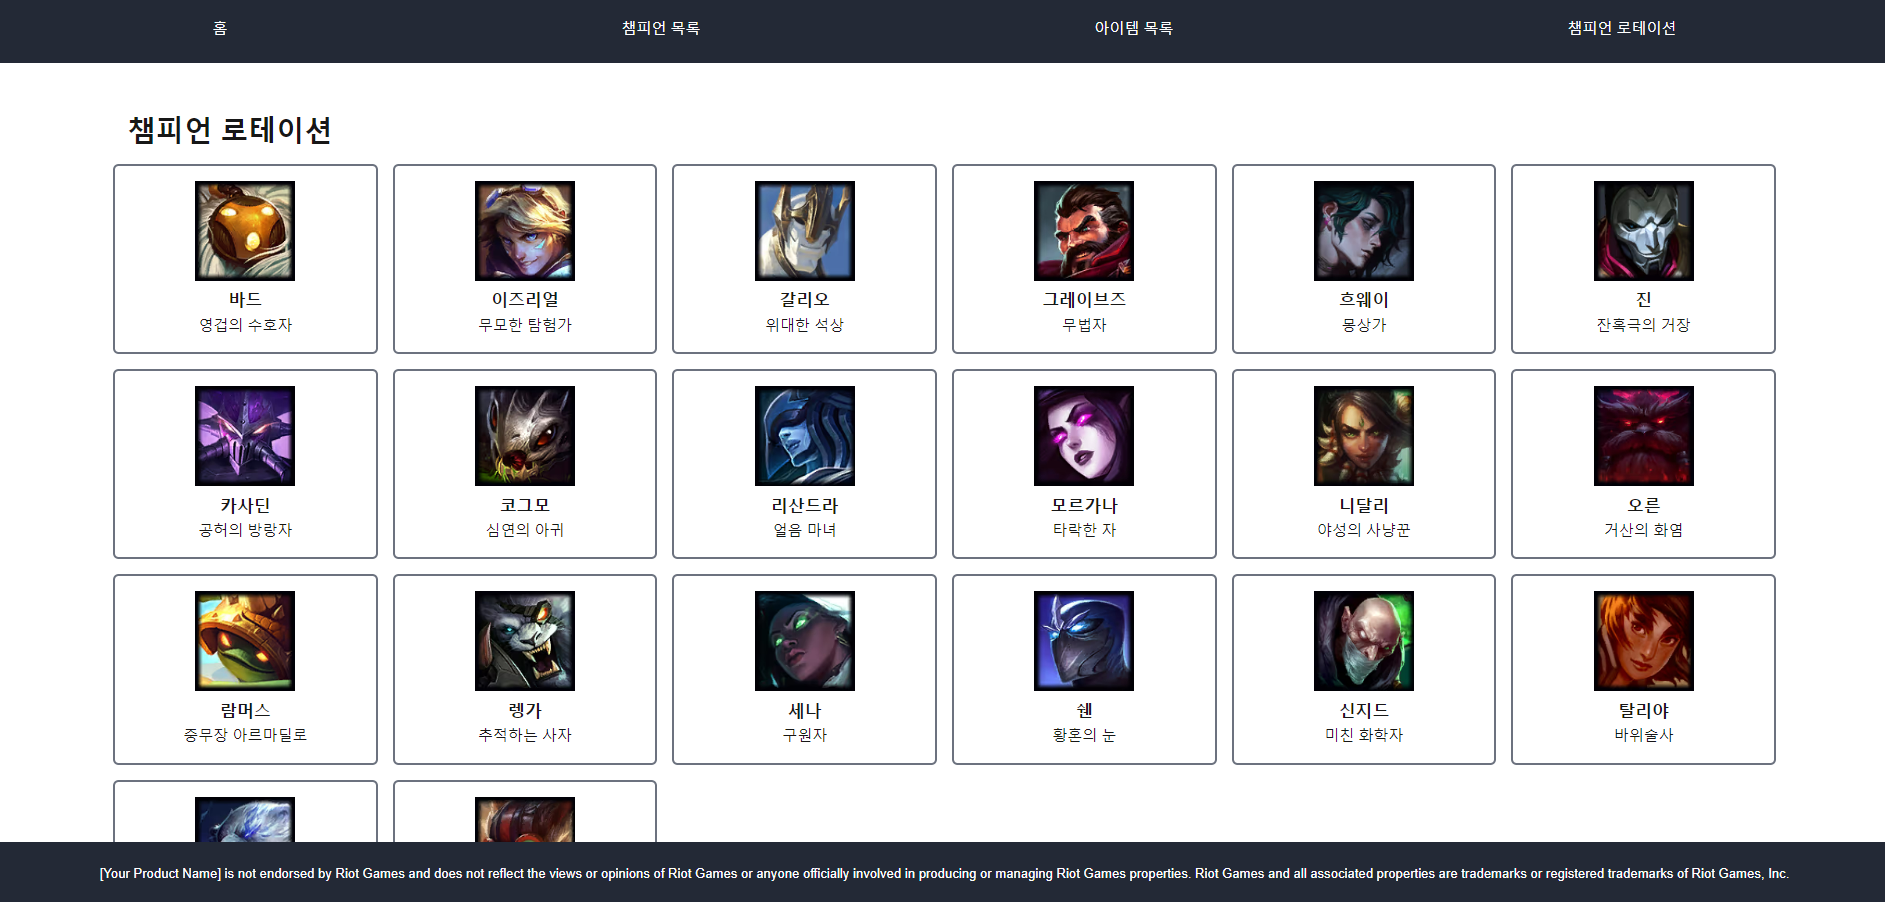 홈 챔피언 목록 아이템 목록 챔피언 로테이션
챔피언 로테이션
바드 이즈리얼 갈리오 그레이브즈 흐웨이 진
영겁의 수호자 무모한 탐험가 위대한 석상 무법자 몽상가 잔혹극의 거장
카사딘 코그모 리산드라 모르가나 니달리 오른
공허의 방랑자 심연의 아귀 얼음 마녀 타락한 자 야성의 사냥꾼 거산의 화염
람머스 렝가 세나 쉔 신지드 탈리야
중무장 아르마딜로 추적하는 사자 구원자 황혼의 눈 미친 화학자 바위술사
[Your Product Name] is not endorsed by Riot Games and does not reflect the views or opinions of Riot Games or anyone officially involved in producing or managing Riot Games properties. Riot Games and all associated properties are trademarks or registered trademarks of Riot Games, Inc.